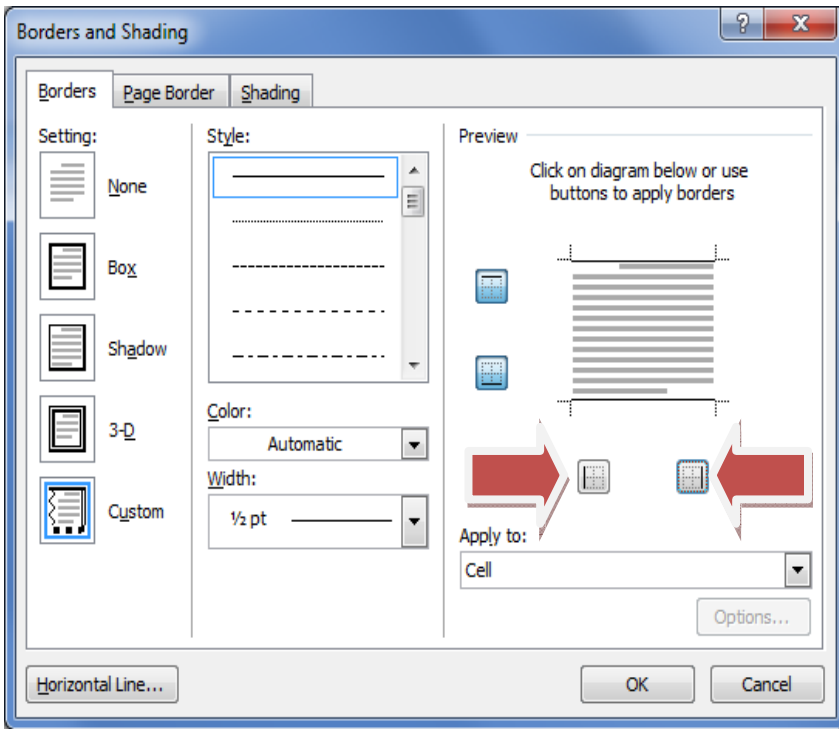 Borders and Shading
Borders
Page Border
Shading
Setting:
None
Box
Shadow
3-D
Custom
Style:
Color:
Automatic
Width:
½ pt
Preview
Click on diagram below or use
buttons to apply borders
Apply to:
Cell
Options...
Horizontal Line...
OK
Cancel